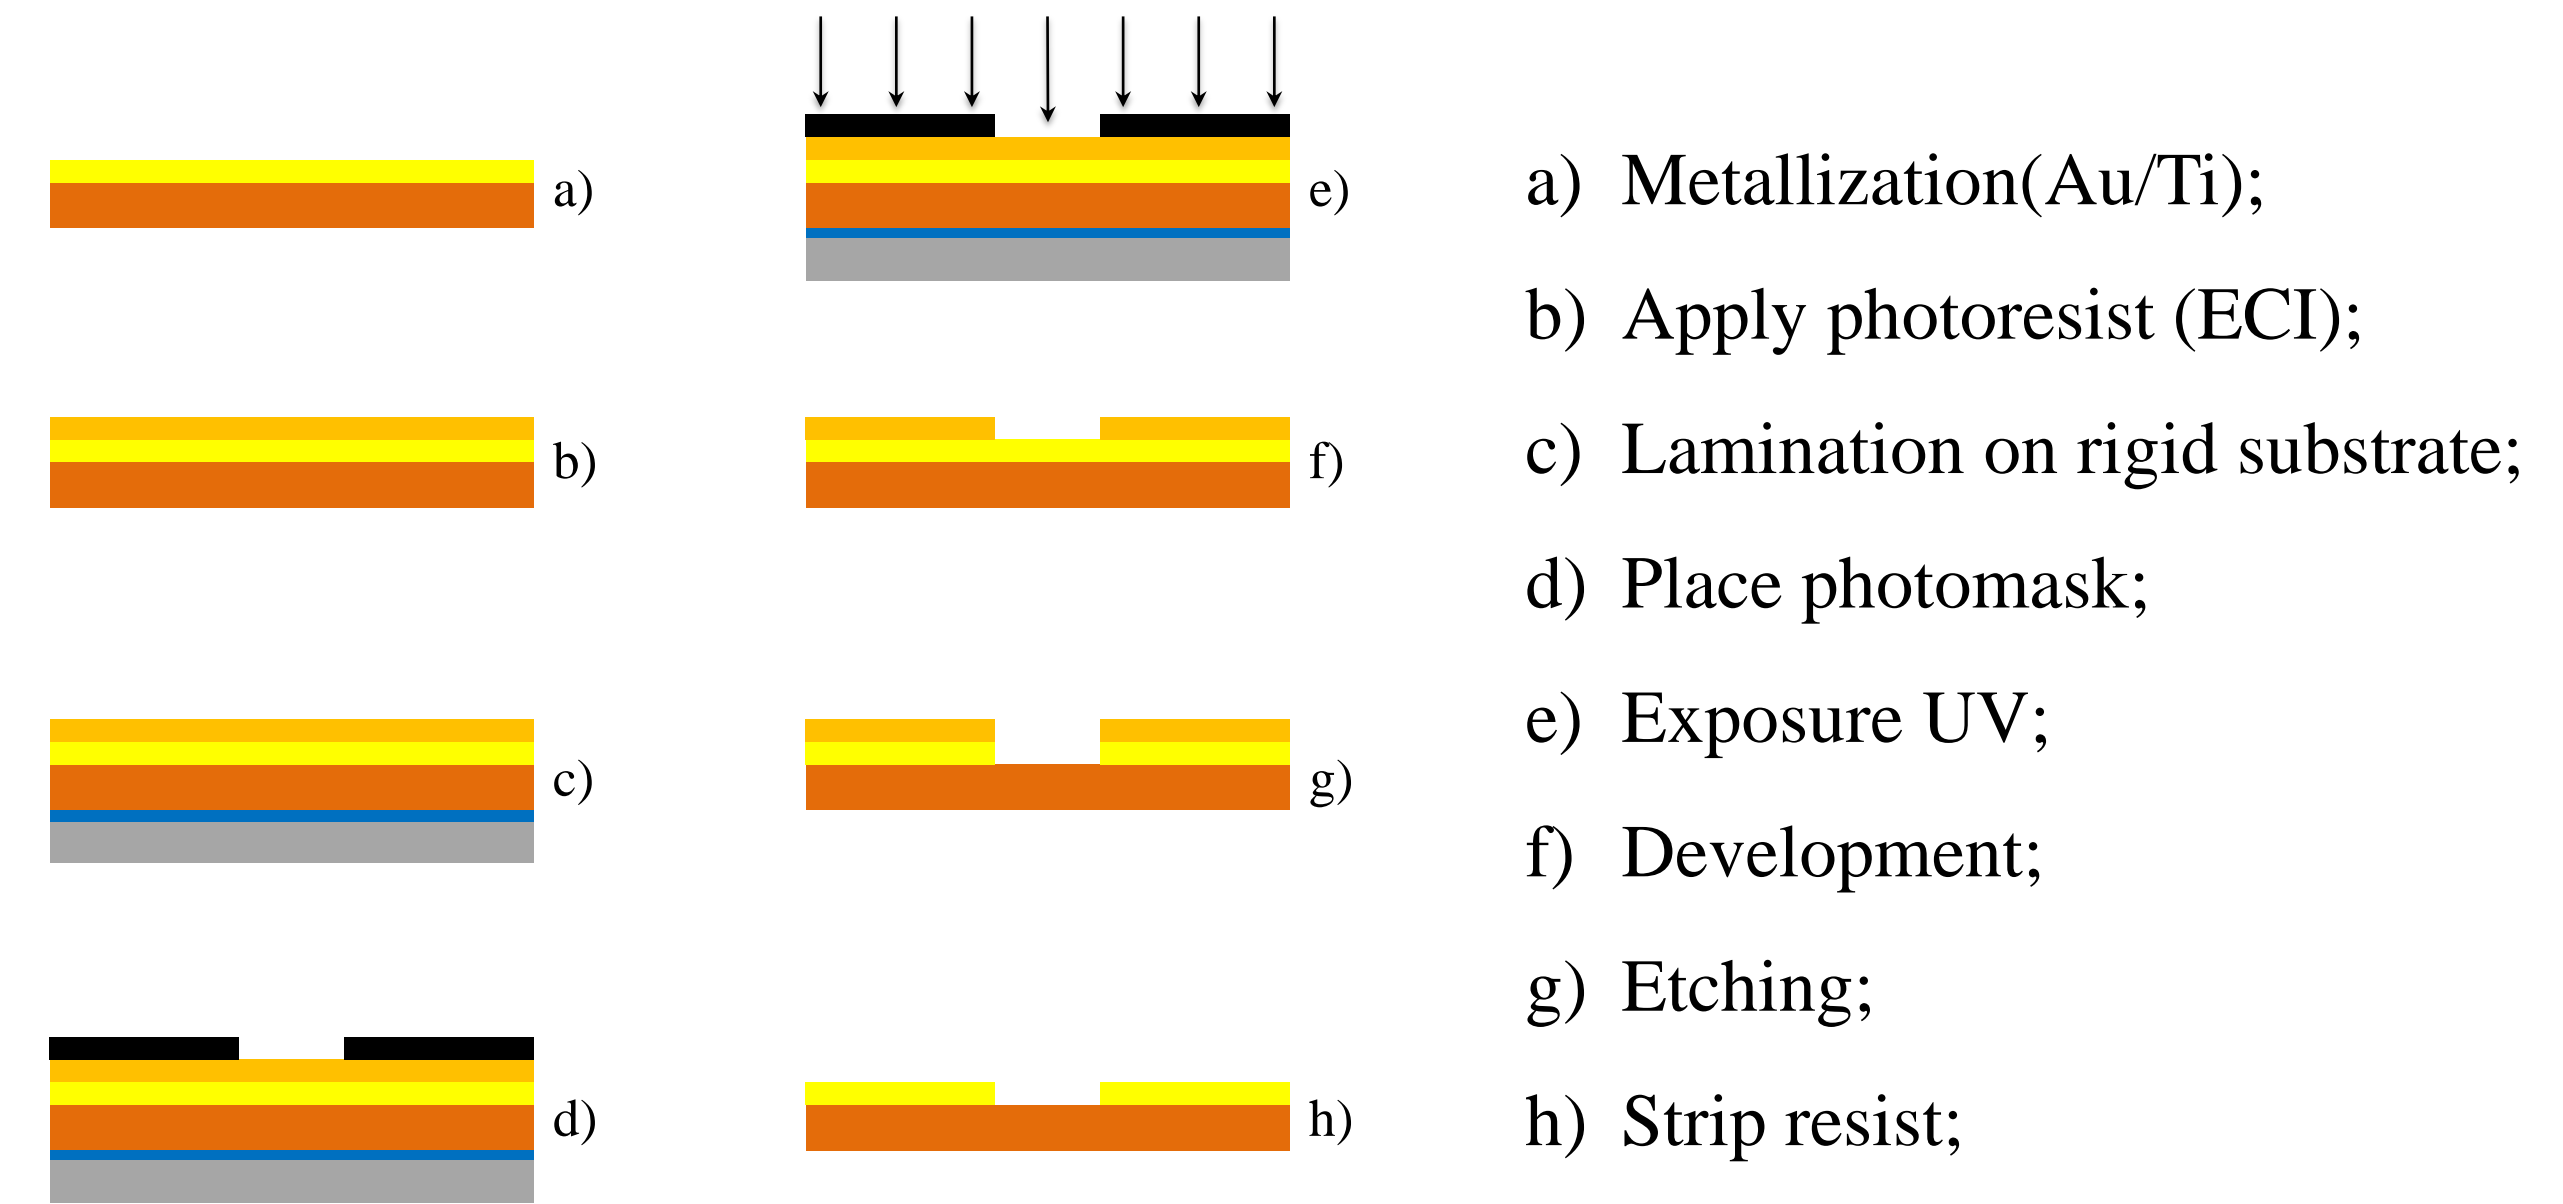 a)
e)
b)
f)
c)
g)
d)
h)
a) Metallization(Au/Ti);
b) Apply photoresist (ECI);
c) Lamination on rigid substrate;
d) Place photomask;
e) Exposure UV;
f) Development;
g) Etching;
h) Strip resist;